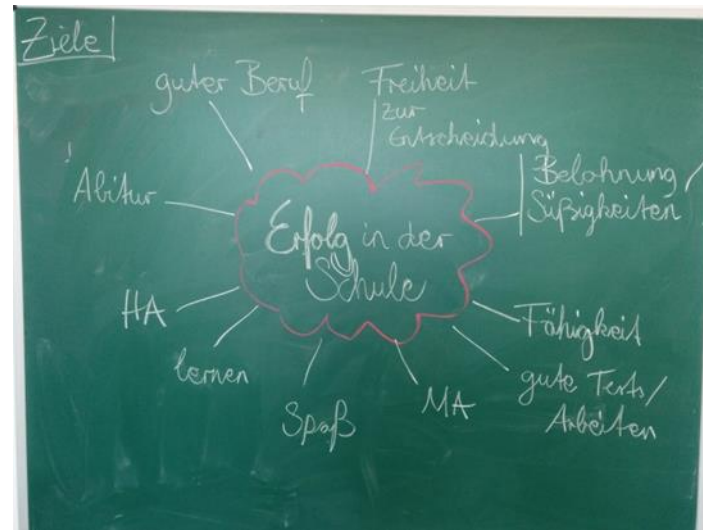 Ziele
guter Beruf
Freiheit
zur
Entscheidung
Belohnung/
Süßigkeiten
Abitur
Erfolg in der
Schule
HA
lernen
Spaß
MA
Fähigkeit
gute Tests/
Arbeiten